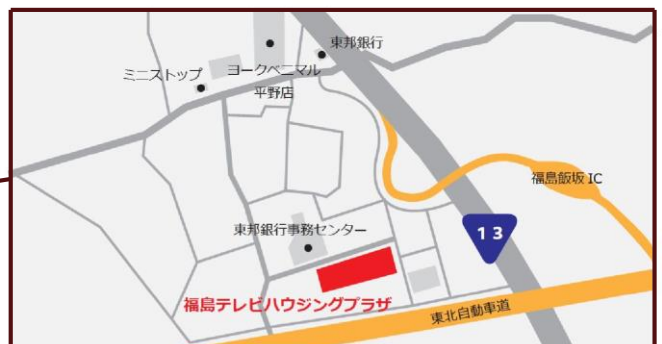 東邦銀行
ヨークベニマル
平野店
ミニストップ
福島飯坂 IC
東邦銀行事務センター
13
福島テレビハウジングプラザ
東北自動車道